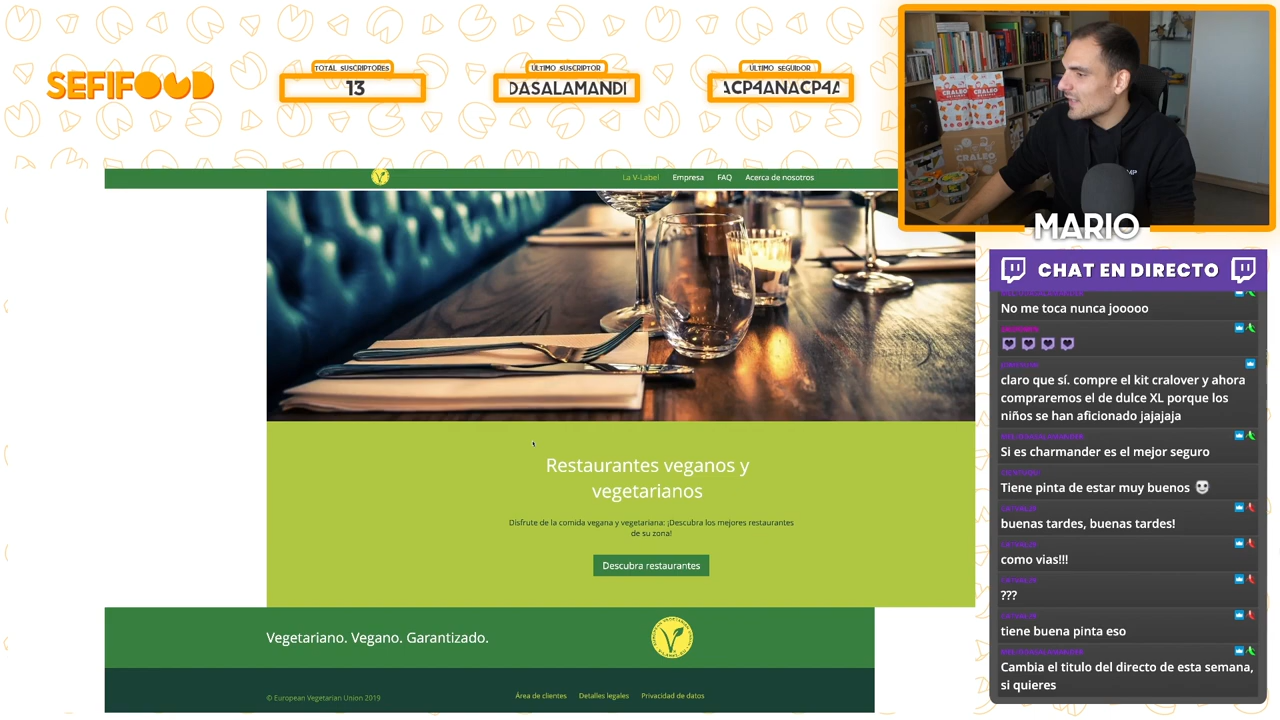 SEFIFOOD
TOTAL SUSCRIPTORES
13
ÚLTIMO SUSCRIPTOR
DASALAMANDI
ÚLTIMO SEGUIDOR
ACP4ANACP4A
La V-Label Empresa FAQ Acerca de nosotros
MARIO
CHAT EN DIRECTO
No me toca nunca jooooo
claro que sí. compre el kit cralover y ahora
compraremos el de dulce XL porque los
niños se han aficionado jajajaja
Si es charmander es el mejor seguro
Tiene pinta de estar muy buenos
buenas tardes, buenas tardes!
como vias!!!
???
tiene buena pinta eso
Cambia el titulo del directo de esta semana,
si quieres
Restaurantes veganos y
vegetarianos
Disfrute de la comida vegana y vegetariana: ¡Descubra los mejores restaurantes
de su zona!
Descubra restaurantes
Vegetariano. Vegano. Garantizado.
© European Vegetarian Union 2019
Área de clientes Detalles legales Privacidad de datos